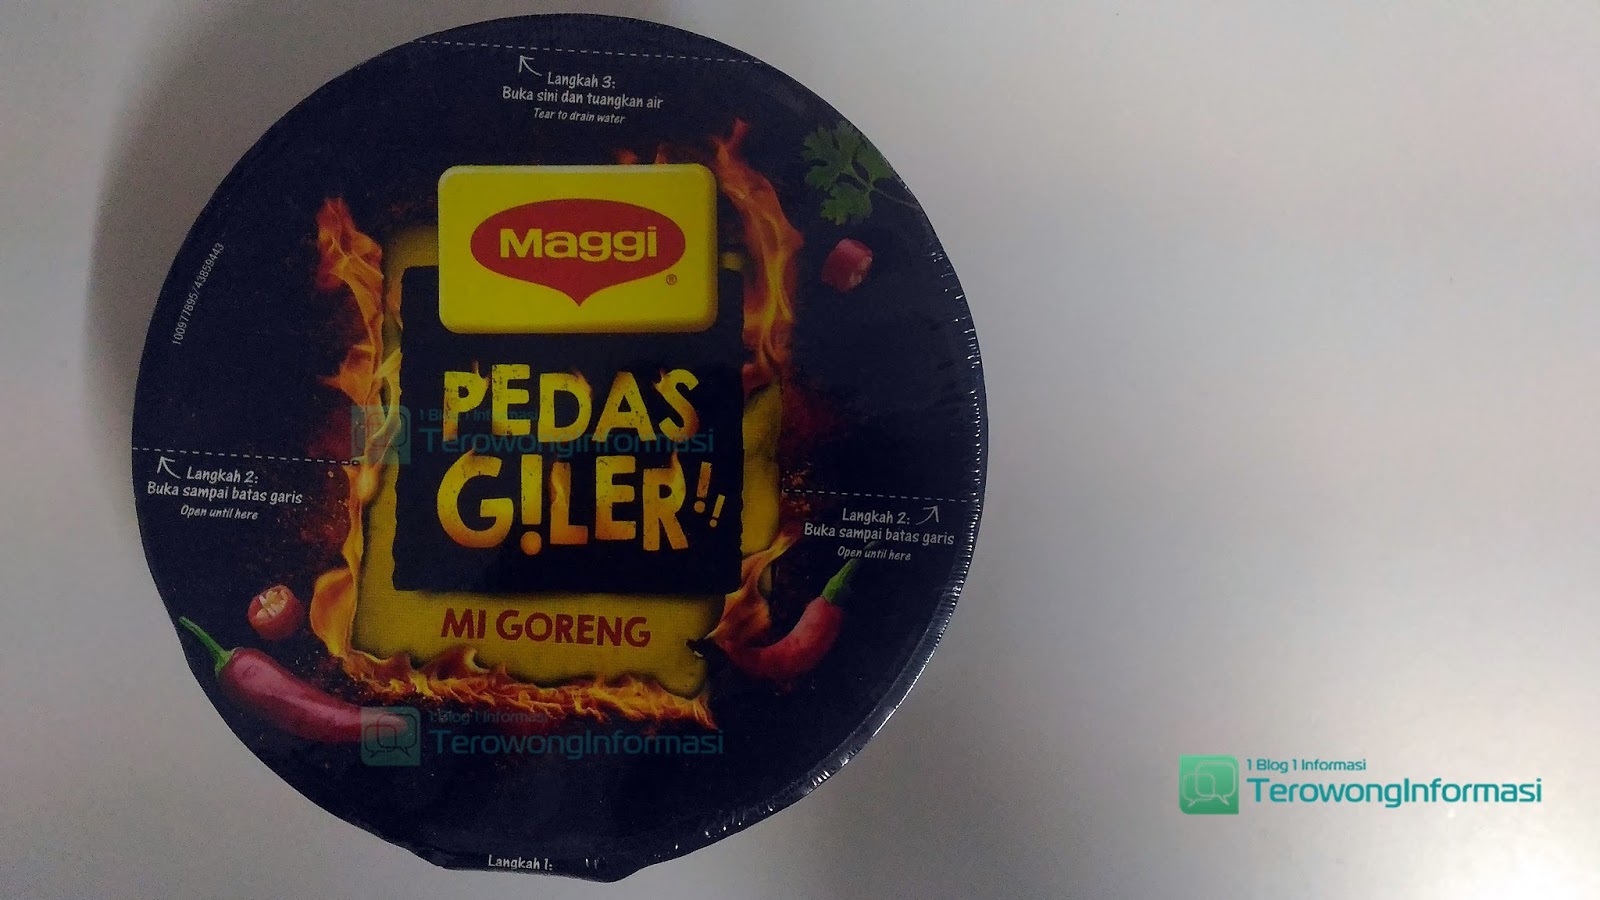 Langkah 3:
Buka sini dan tuangkan air
Tear to drain water
Maggi
®
100971895/43859443
PEDAS
G!LER!!!
MI GORENG
Langkah 2:
Buka sampai batas garis
Open until here
Langkah 2:
Buka sampai batas garis
Open until here
Langkah 1:
1 Blog 1 Informasi
TerowongInformasi
1 Blog 1 Informasi
TerowongInformasi
1 Blog 1 Informasi
TerowongInformasi